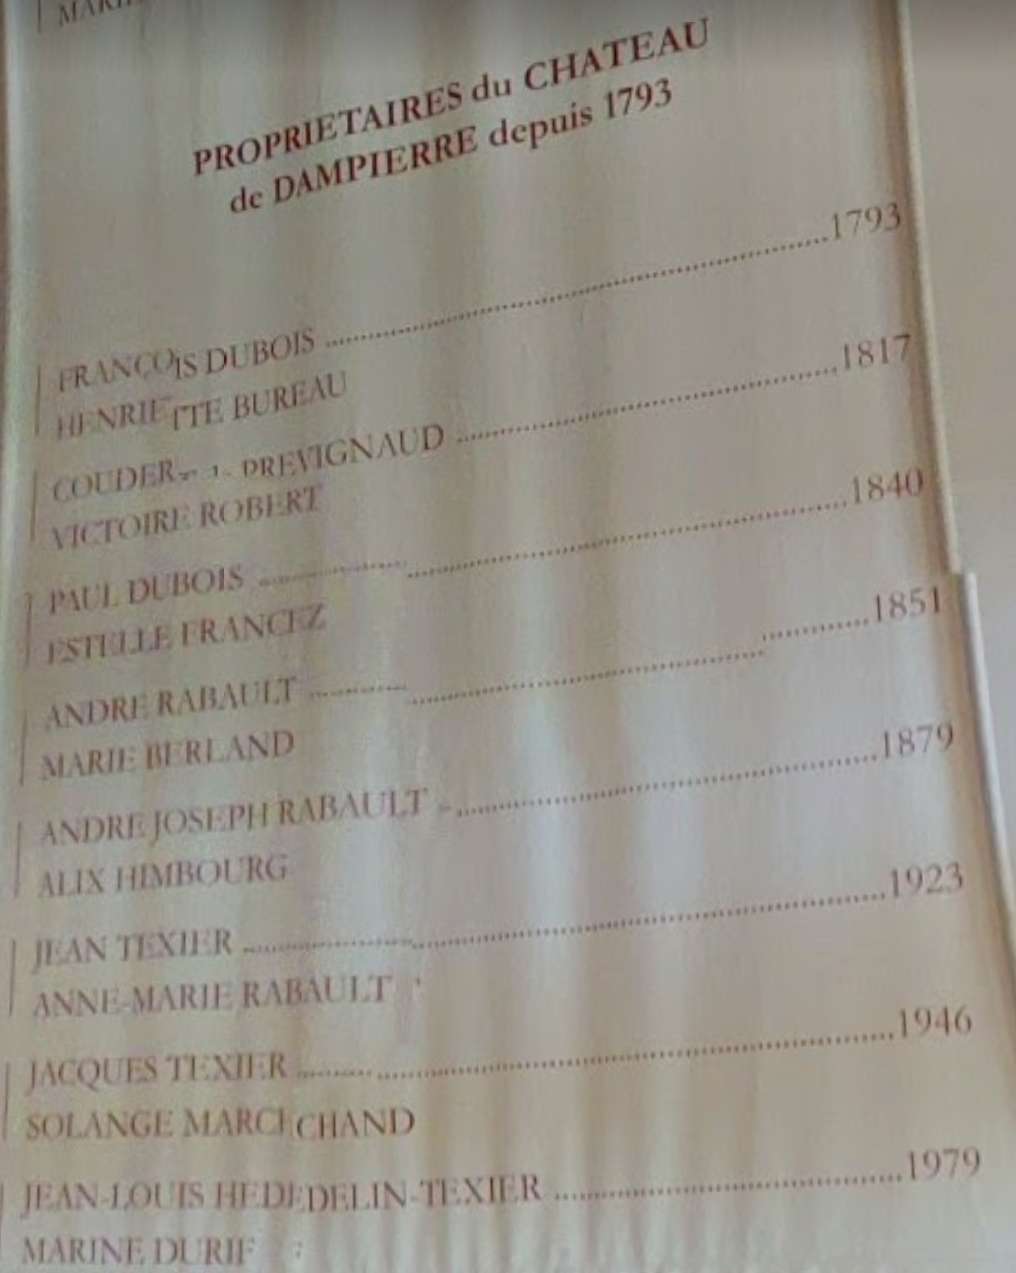 PROPRIETAIRES du CHATEAU
de DAMPIERRE depuis 1793
FRANÇOIS DUBOIS ........................1793
HENRIETTE BUREAU
PREVIGNAUD ........................1817
VICTOIRE ROBERT
PAUL DUBOIS ........................1840
ESTELLE FRANCEZ
ANDRE RABAULT ........................1851
MARIE BERLAND
ANDRE JOSEPH RABAULT ........................1879
ALIX HIMBOURG
JEAN TEXIER ........................1923
ANNE-MARIE RABAULT
JACQUES TEXIER ........................1946
SOLANGE MARCHAND
JEAN-LOUIS HEDELIN-TEXIER ........................1979
MARINE DURIF